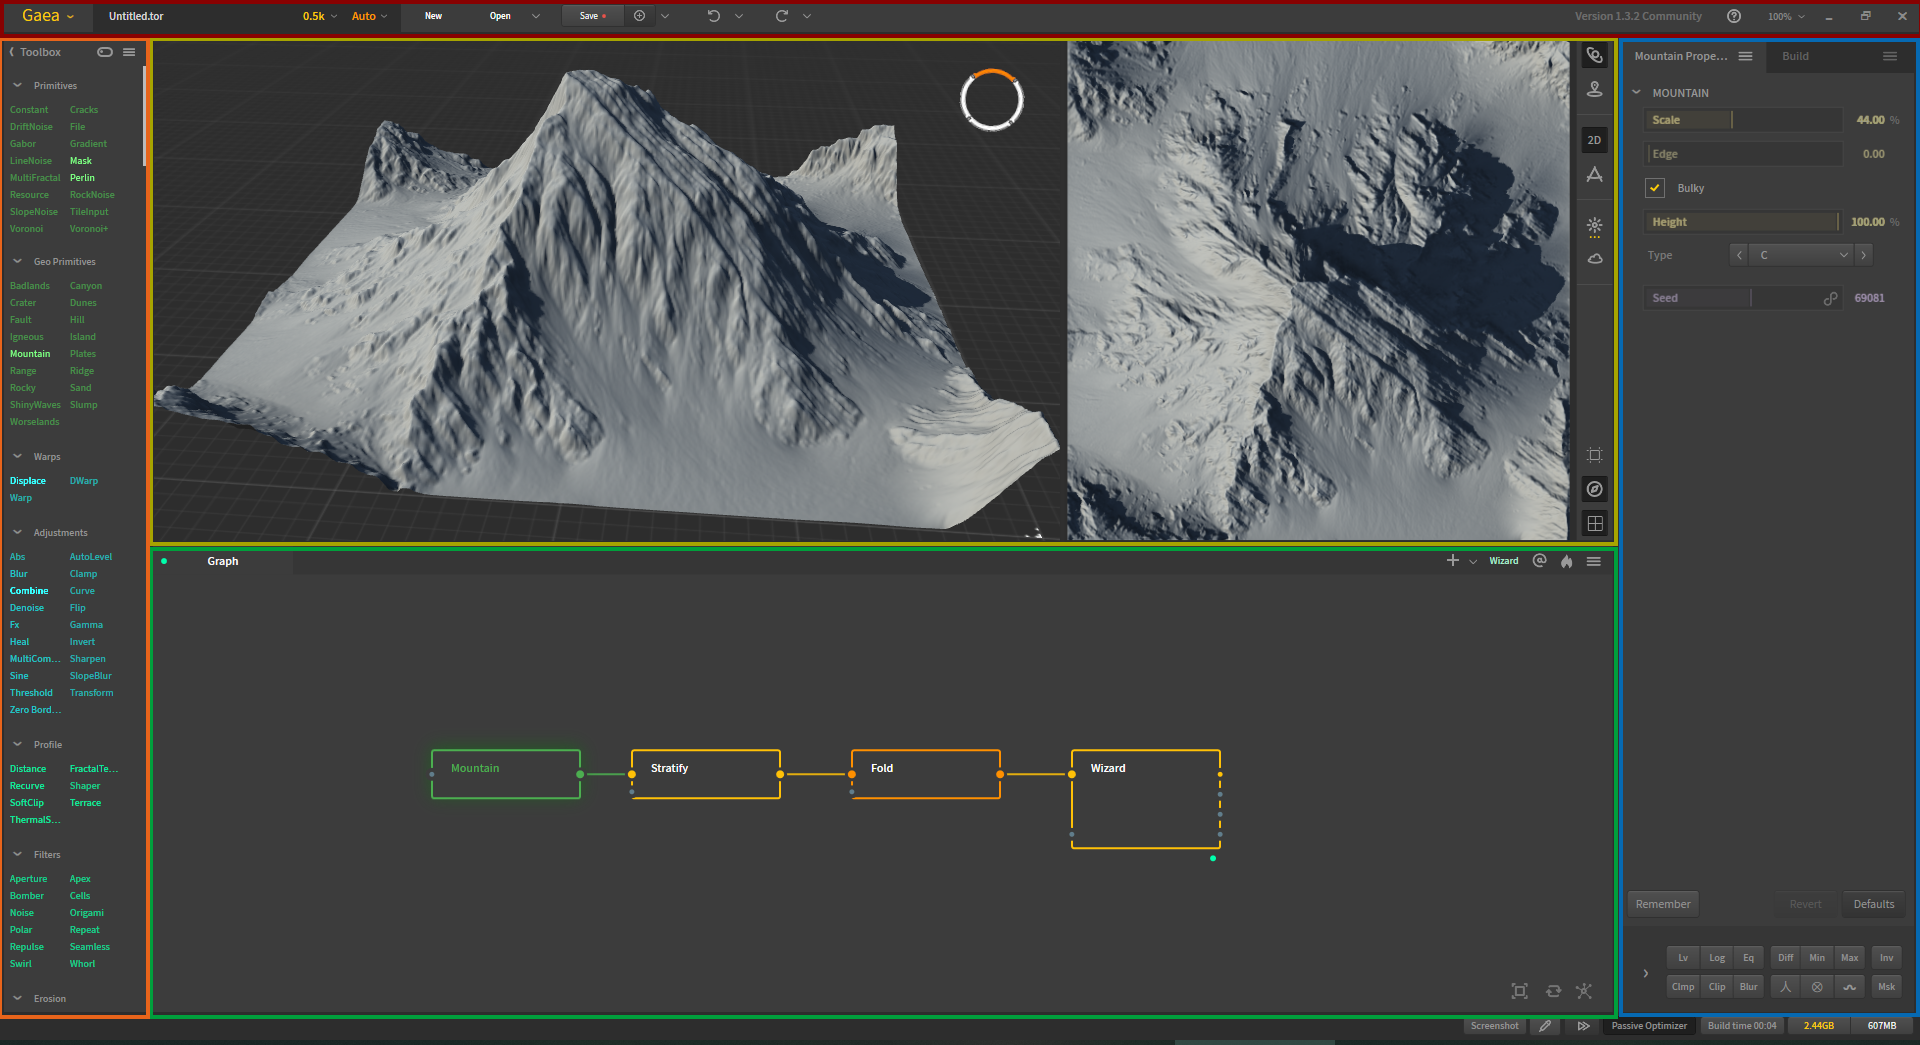 Gaea
Untitled.tor
0.5k
Auto
New
Open
Save
Version 1.3.2 Community
100%
Toolbox
Primitives
Constant Cracks
DriftNoise File
Gabor Gradient
LineNoise Mask
MultiFractal Perlin
Resource RockNoise
SlopeNoise TileInput
Voronoi Voronoi+
Geo Primitives
Badlands Canyon
Crater Dunes
Fault Hill
Igneous Island
Mountain Plates
Range Ridge
Rocky Sand
ShinyWaves Slump
Worselands
Warps
Displace DWarp
Warp
Adjustments
Abs AutoLevel
Blur Clamp
Combine Curve
Denoise Flip
Fx Gamma
Heal Invert
MultiCom... Sharpen
Sine SlopeBlur
Threshold Transform
Zero Bord...
Profile
Distance FractalTe...
Recurve Shaper
SoftClip Terrace
ThermalS...
Filters
Aperture Apex
Bomber Cells
Noise Origami
Polar Repeat
Repulse Seamless
Swirl Whorl
Erosion
2D
Graph
Wizard
Mountain
Stratify
Fold
Wizard
Mountain Prope...
Build
MOUNTAIN
Scale 44.00 %
Edge 0.00
Bulky
Height 100.00 %
Type C
Seed 69081
Remember
Revert
Defaults
Lv Log Eq Diff Min Max Inv
Clmp Clip Blur Msk
Screenshot
Passive Optimizer
Build time 00:04
2.44GB
607MB